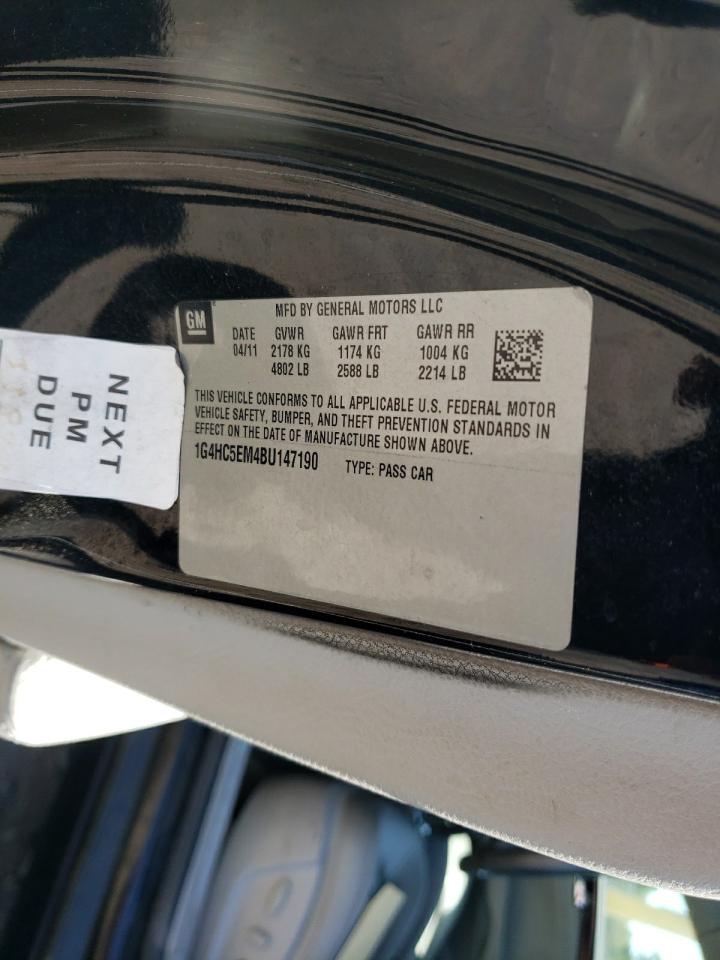 GM
MFD BY GENERAL MOTORS LLC
DATE GVWR GAWR FRT GAWR RR
04/11 2178 KG 1174 KG 1004 KG
4802 LB 2588 LB 2214 LB
THIS VEHICLE CONFORMS TO ALL APPLICABLE U.S. FEDERAL MOTOR
VEHICLE SAFETY, BUMPER, AND THEFT PREVENTION STANDARDS IN
EFFECT ON THE DATE OF MANUFACTURE SHOWN ABOVE.
1G4HC5EM4BU147190 TYPE: PASS CAR
NEXT
PM
DUE